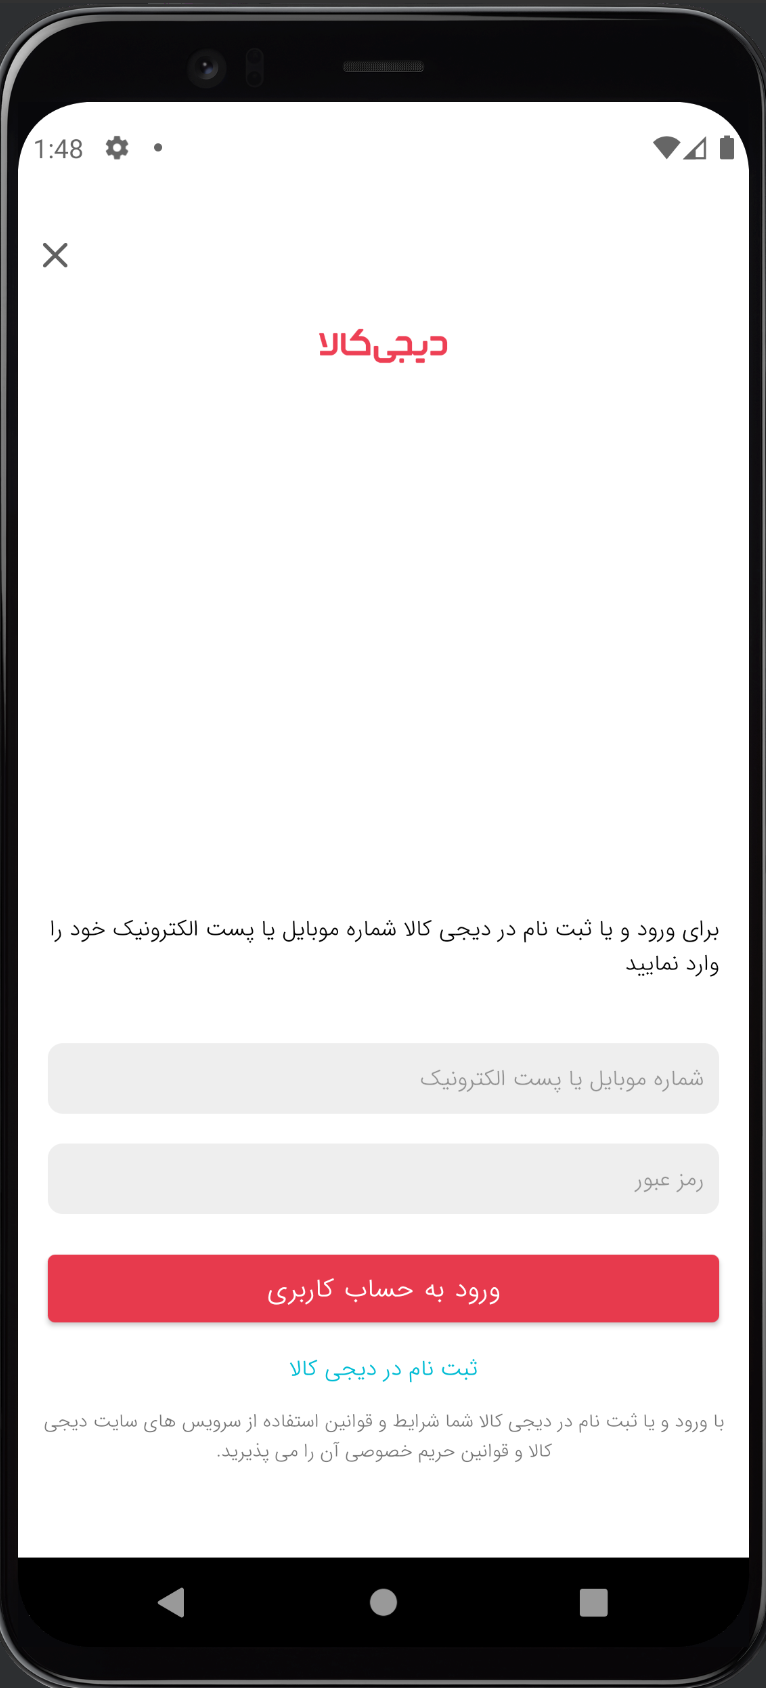 1:48
دیجی‌کالا
برای ورود و یا ثبت نام در دیجی کالا شماره موبایل یا پست الکترونیک خود را
وارد نمایید
شماره موبایل یا پست الکترونیک
رمز عبور
ورود به حساب کاربری
ثبت نام در دیجی کالا
با ورود و یا ثبت نام در دیجی کالا شما شرایط و قوانین استفاده از سرویس های سایت دیجی
کالا و قوانین حریم خصوصی آن را می پذیرید.